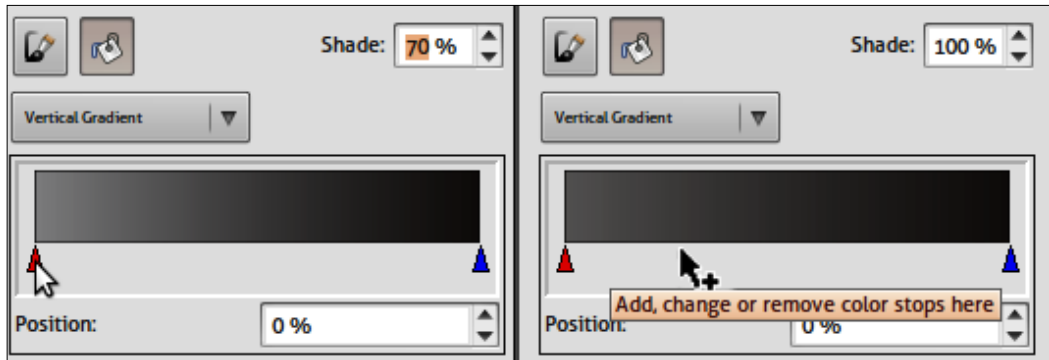 Shade: 70 %
Vertical Gradient
Position: 0 %
Shade: 100 %
Vertical Gradient
Add, change or remove color stops here
Position: 0 %